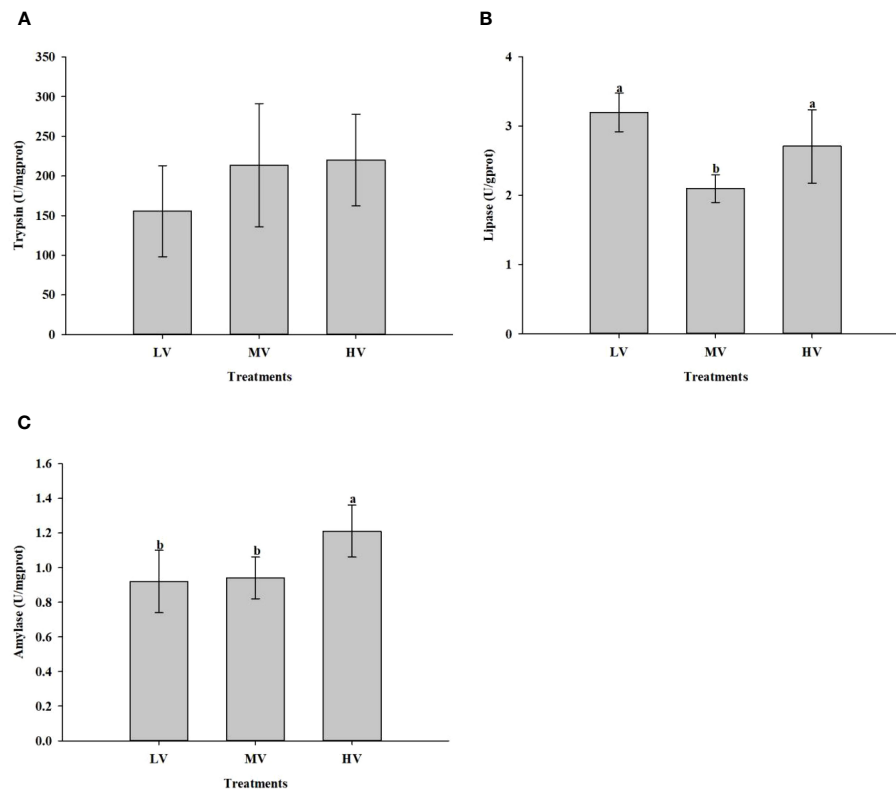 A
350
300
250
200
150
100
50
0
Trypsin (U/mgprot)
LV MV HV
Treatments
B
4
3
2
1
0
Lipase (U/gprot)
a b a
LV MV HV
Treatments
C
1.6
1.4
1.2
1.0
0.8
0.6
0.4
0.2
0.0
Amylase (U/mgprot)
b b a
LV MV HV
Treatments